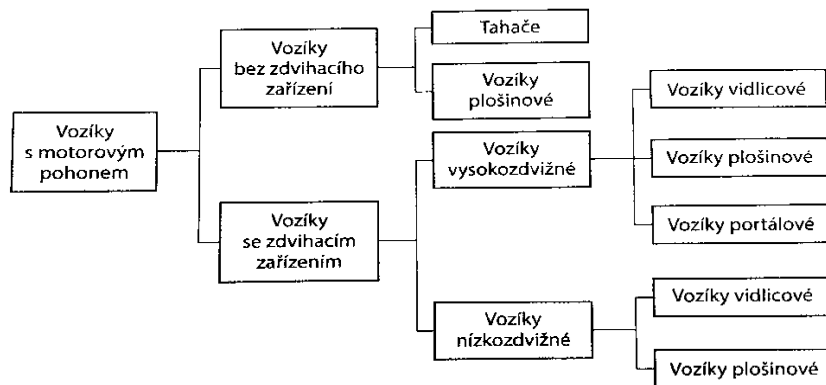 Vozíky
s motorovým
pohonem
Vozíky
bez zdvihacího
zařízení
Tahače
Vozíky
plošinové
Vozíky
se zdvihacím
zařízením
Vozíky
vysokozdvižné
Vozíky vidlicové
Vozíky plošinové
Vozíky portálové
Vozíky
nízkozdvižné
Vozíky vidlicové
Vozíky plošinové